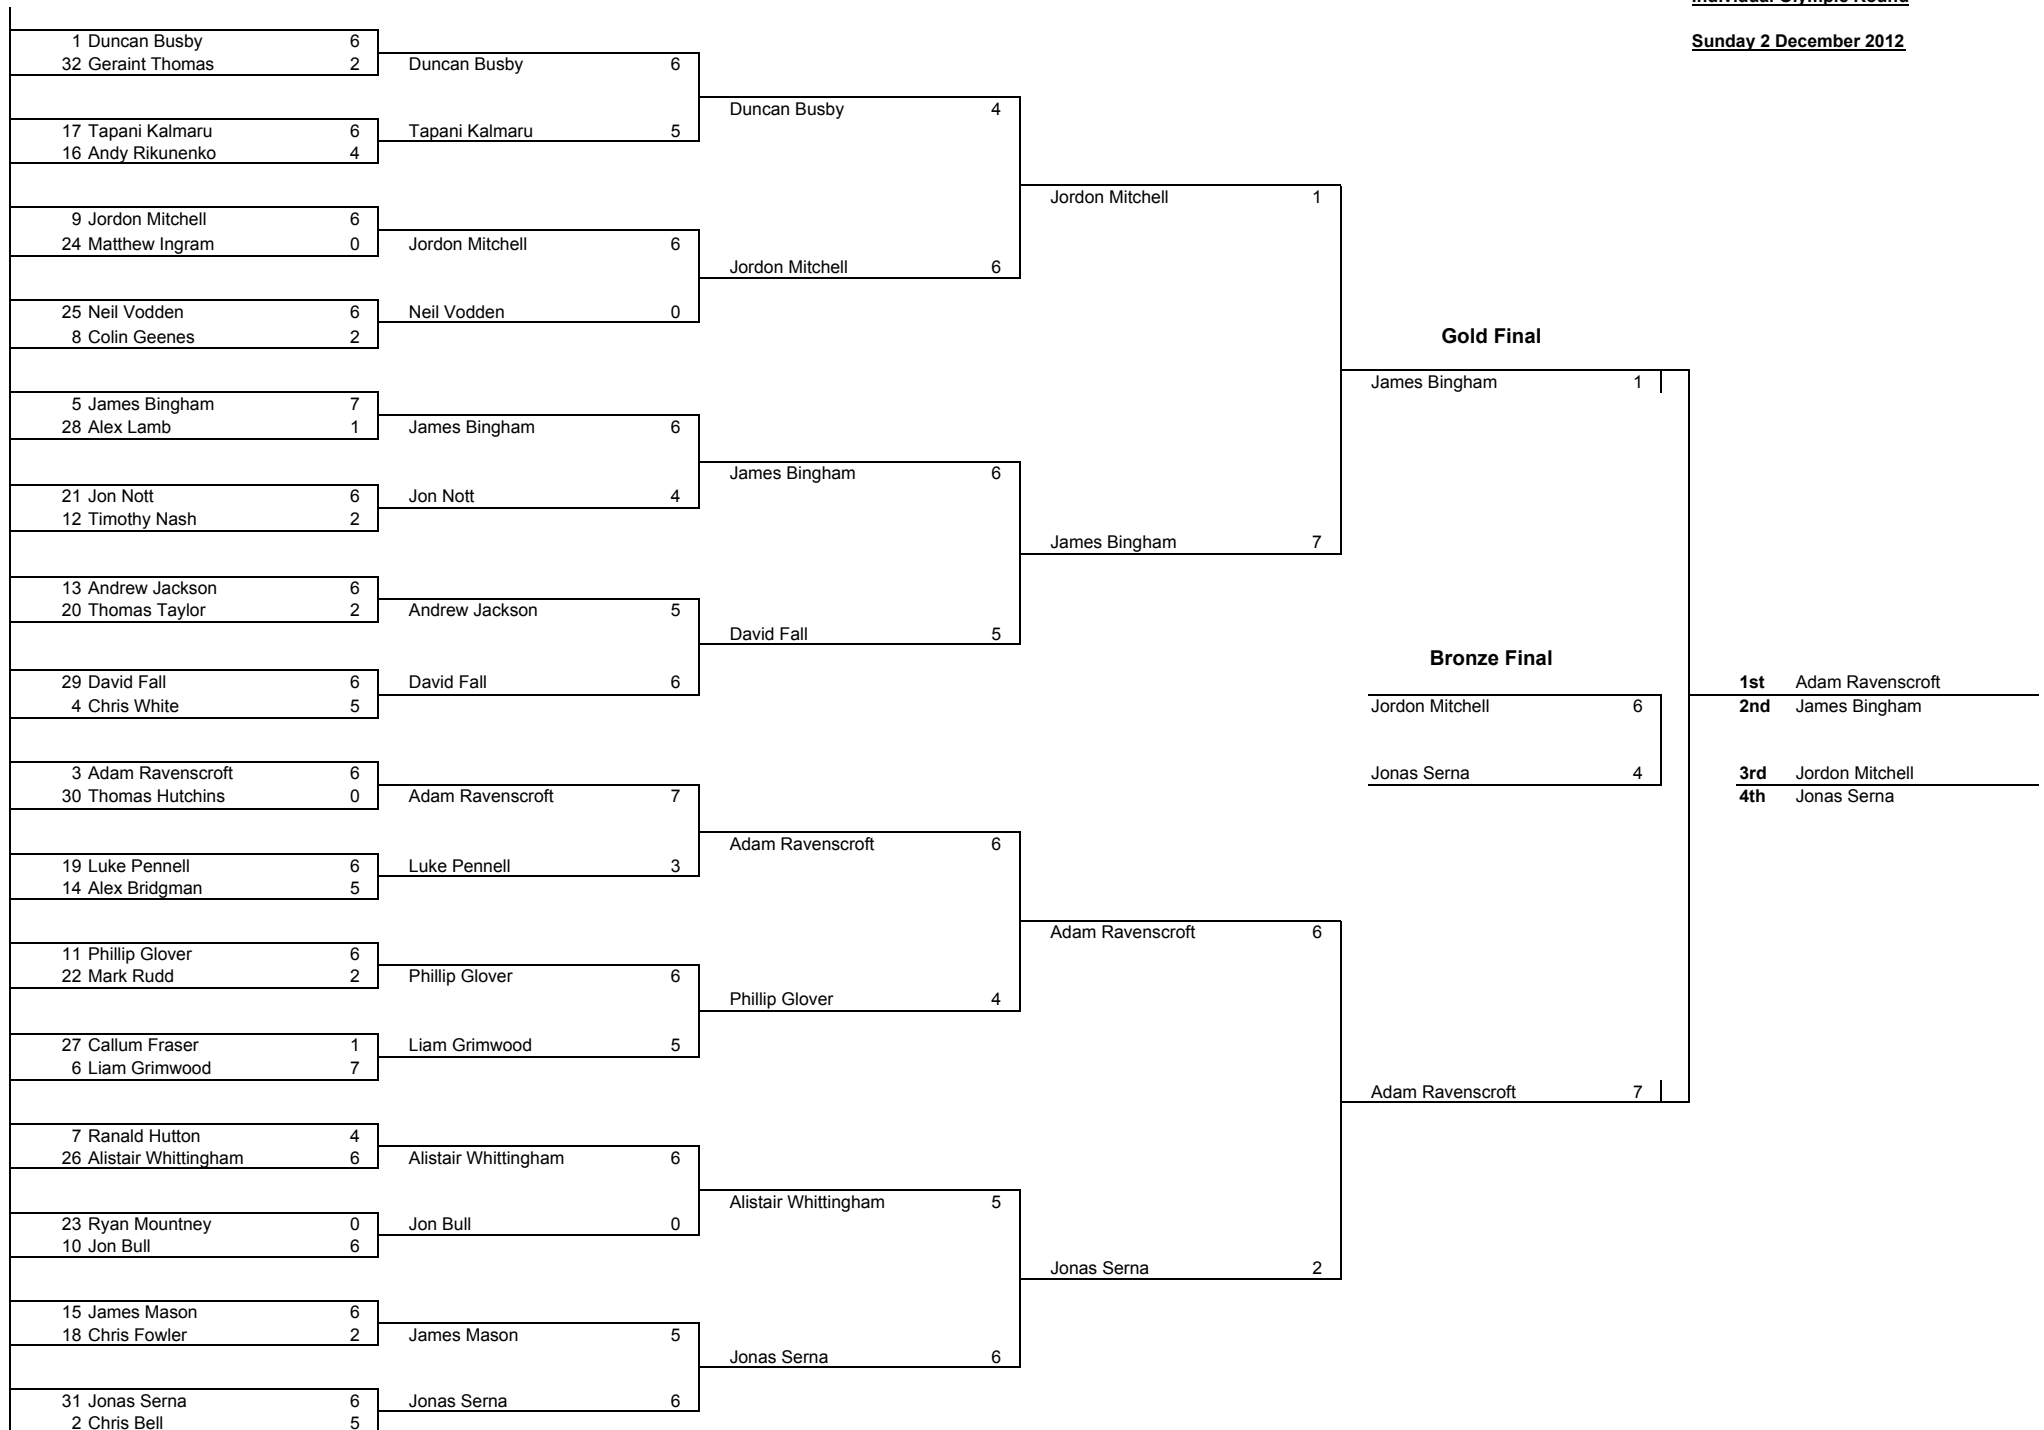 Individual Olympic Round
Sunday 2 December 2012
1 Duncan Busby 6
32 Geraint Thomas 2
Duncan Busby 6
Duncan Busby 4
17 Tapani Kalmaru 6
Tapani Kalmaru 5
16 Andy Rikunenko 4
Jordon Mitchell 1
9 Jordon Mitchell 6
24 Matthew Ingram 0
Jordon Mitchell 6
Jordon Mitchell 6
25 Neil Vodden 6
Neil Vodden 0
8 Colin Geenes 2
Gold Final
James Bingham 1
5 James Bingham 7
28 Alex Lamb 1
James Bingham 6
James Bingham 6
21 Jon Nott 6
Jon Nott 4
12 Timothy Nash 2
James Bingham 7
13 Andrew Jackson 6
20 Thomas Taylor 2
Andrew Jackson 5
David Fall 5
Bronze Final
29 David Fall 6
David Fall 6
1st Adam Ravenscroft
4 Chris White 5
Jordon Mitchell 6
2nd James Bingham
3 Adam Ravenscroft 6
Jonas Serna 4
3rd Jordon Mitchell
30 Thomas Hutchins 0
Adam Ravenscroft 7
4th Jonas Serna
Adam Ravenscroft 6
19 Luke Pennell 6
Luke Pennell 3
14 Alex Bridgman 5
Adam Ravenscroft 6
11 Phillip Glover 6
22 Mark Rudd 2
Phillip Glover 6
Phillip Glover 4
27 Callum Fraser 1
Liam Grimwood 5
6 Liam Grimwood 7
Adam Ravenscroft 7
7 Ranald Hutton 4
26 Alistair Whittingham 6
Alistair Whittingham 6
Alistair Whittingham 5
23 Ryan Mountney 0
Jon Bull 0
10 Jon Bull 6
Jonas Serna 2
15 James Mason 6
18 Chris Fowler 2
James Mason 5
Jonas Serna 6
31 Jonas Serna 6
Jonas Serna 6
2 Chris Bell 5